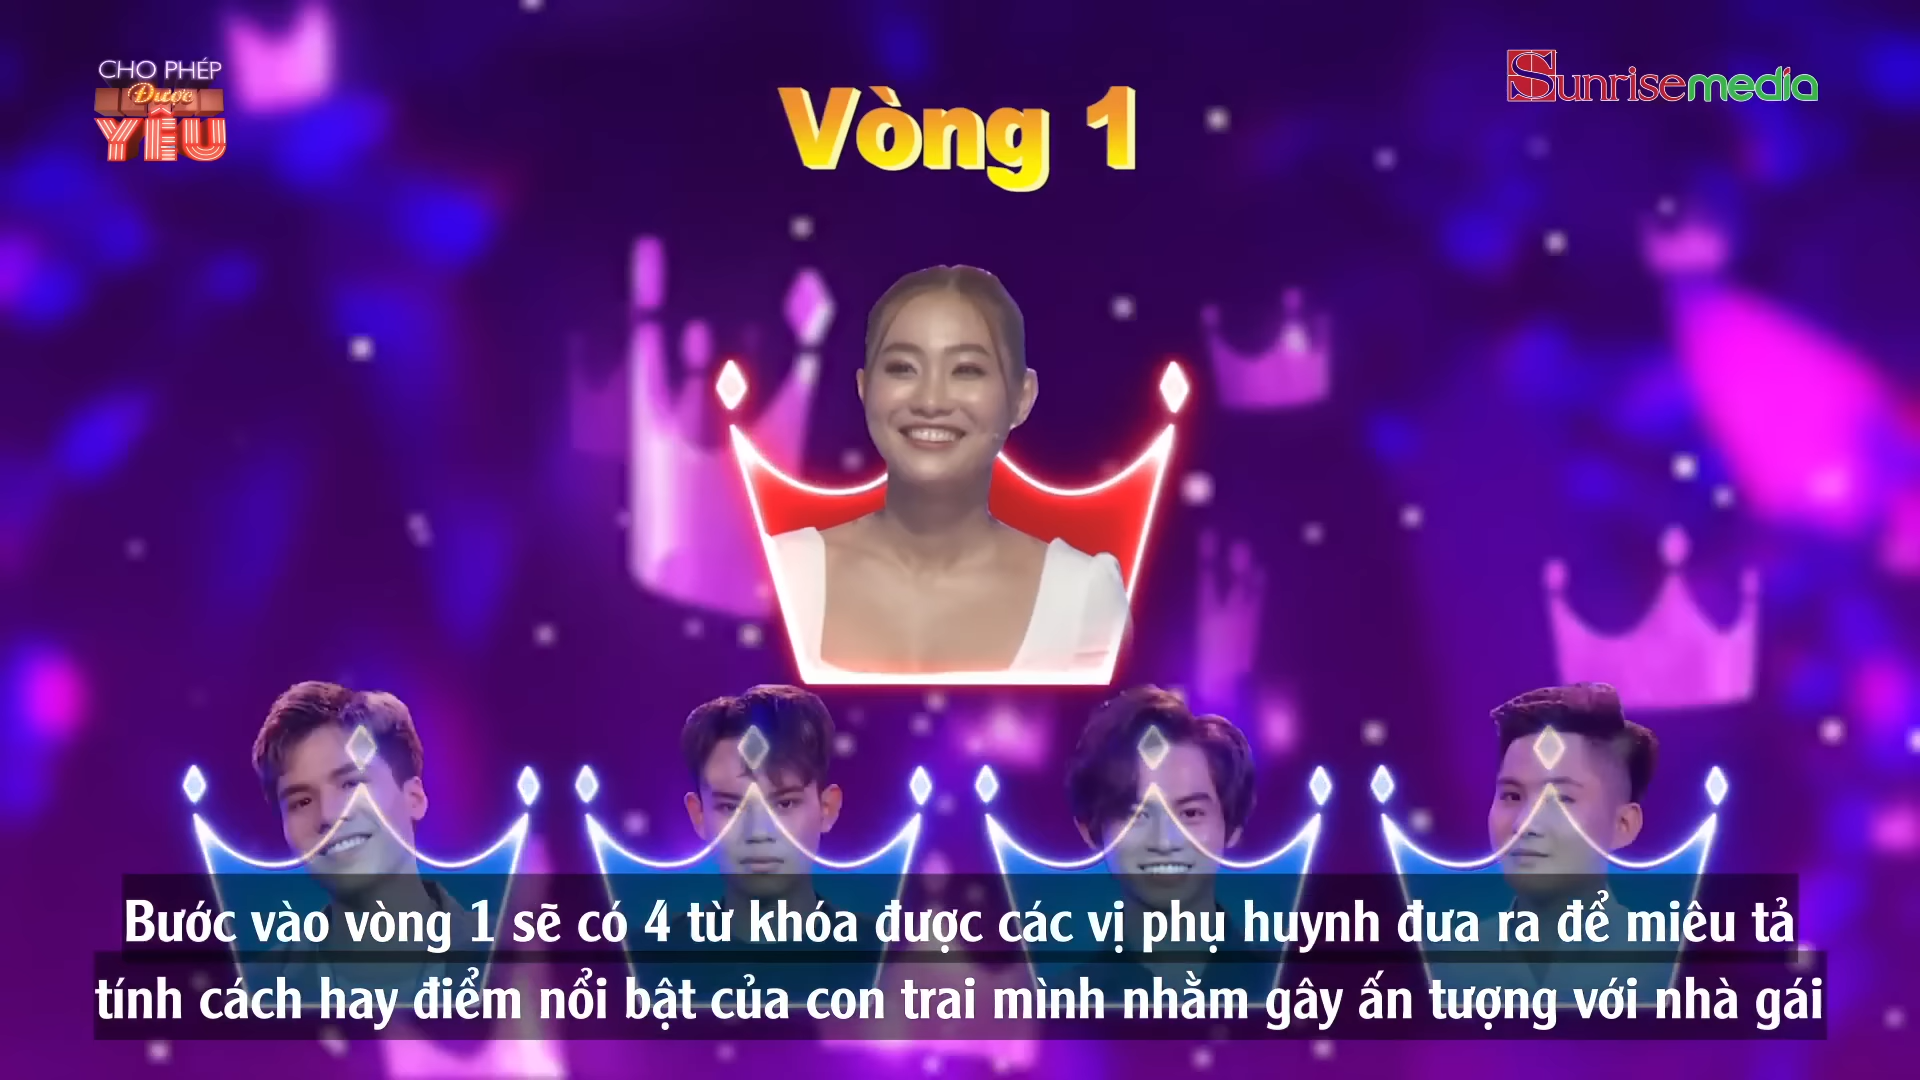 CHO PHÉP
Được
YÊU
Sunrisemedia
Vòng 1
Bước vào vòng 1 sẽ có 4 từ khóa được các vị phụ huynh đưa ra để miêu tả
tính cách hay điểm nổi bật của con trai mình nhằm gây ấn tượng với nhà gái